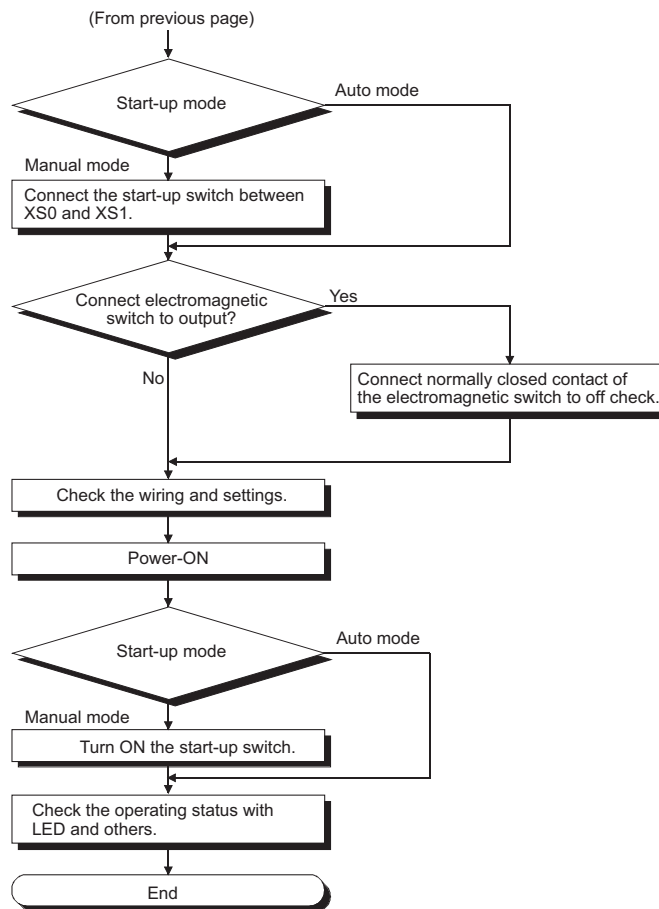 (From previous page)
Start-up mode
Auto mode
Manual mode
Connect the start-up switch between
XS0 and XS1.
Connect electromagnetic
switch to output?
Yes
No
Connect normally closed contact of
the electromagnetic switch to off check.
Check the wiring and settings.
Power-ON
Start-up mode
Auto mode
Manual mode
Turn ON the start-up switch.
Check the operating status with
LED and others.
End